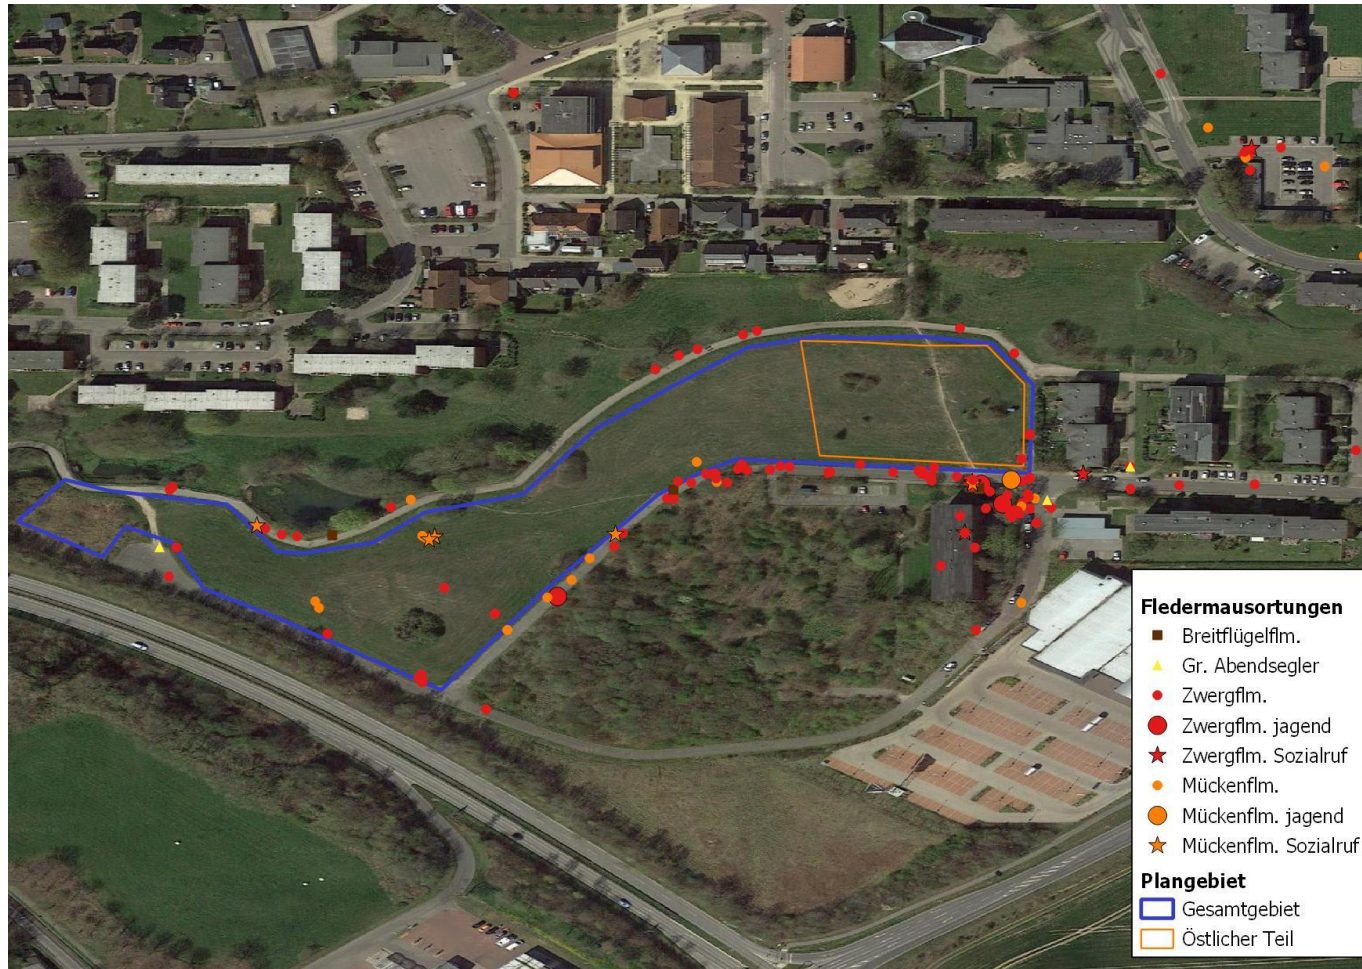 Fledermausortungen
Breitflügelflm.
Gr. Abendsegler
Zwergflm.
Zwergflm. jagend
Zwergflm. Sozialruf
Mückenflm.
Mückenflm. jagend
Mückenflm. Sozialruf
Plangebiet
Gesamtgebiet
Östlicher Teil